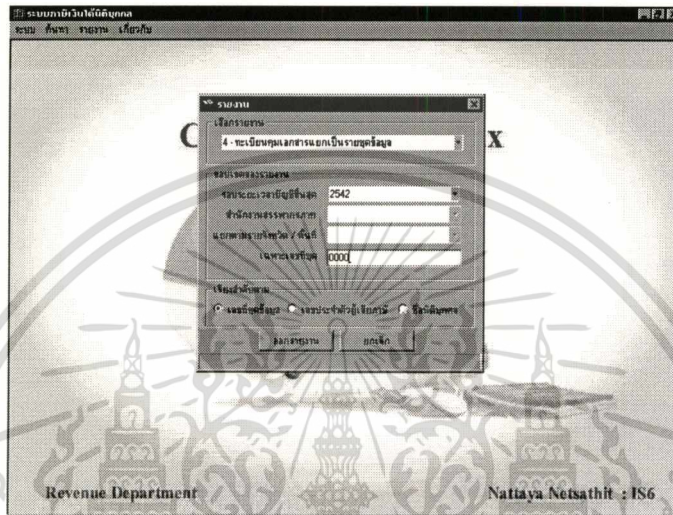 ระบบภาษีเงินได้นิติบุคคล
ระบบ ค้นหา รายงาน เกี่ยวกับ
รายงาน
เลือกรายงาน
C
4 - ทะเบียนคุมเอกสารแยกเป็นรายชุดข้อมูล
x
ขอบเขตของรายงาน
รอบระยะเวลาบัญชีสิ้นสุด 2542
สำนักงานสรรพากรภาค
แยกตามรายจังหวัด / พื้นที่
เฉพาะเลขที่ชุด 0000
เรียงลำดับตาม
เลขที่ชุดข้อมูล เลขประจำตัวผู้เสียภาษี ชื่อนิติบุคคล
ออกรายงาน ยกเลิก
Revenue Department Nattaya Netsathit : IS6